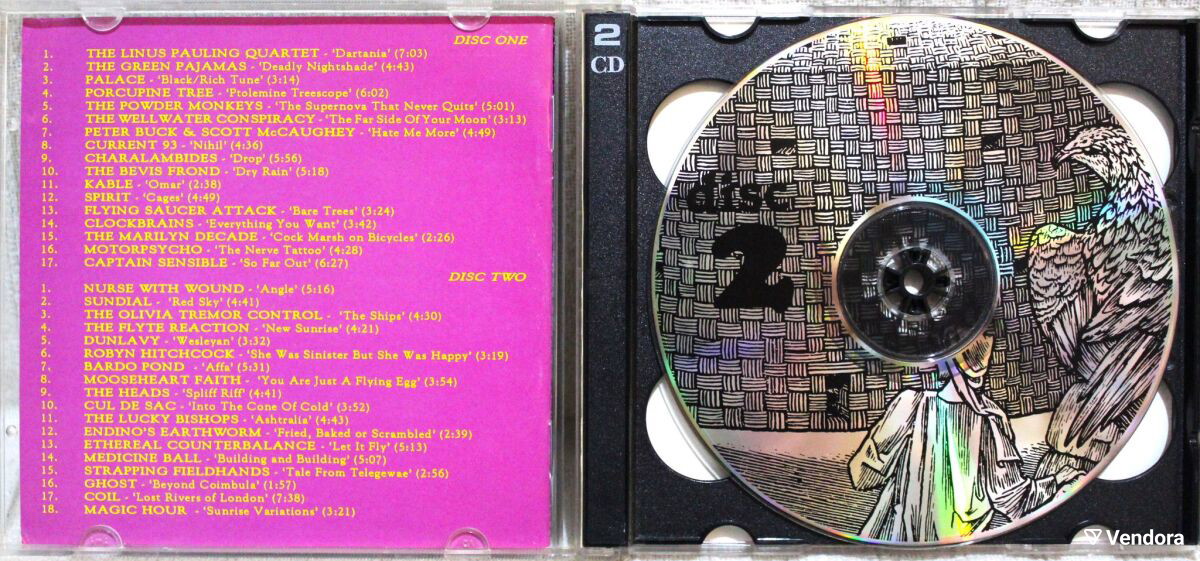 DISC ONE
1. THE LINUS PAULING QUARTET - 'Dartania' (7:03)
2. THE GREEN PAJAMAS - 'Deadly Nightshade' (4:43)
3. PALACE - 'Black/Rich Tune' (3:14)
4. PORCUPINE TREE - 'Ptolemine Treescope' (6:02)
5. THE POWDER MONKEYS - 'The Supernova That Never Quits' (5:01)
6. THE WELLWATER CONSPIRACY - 'The Far Side Of Your Moon' (3:13)
7. PETER BUCK & SCOTT McCAUGHEY - 'Hate Me More' (4:49)
8. CURRENT 93 - 'Nihil' (4:36)
9. CHARALAMBIDES - 'Drop' (5:56)
10. THE BEVIS FROND - 'Dry Rain' (5:18)
11. KABLE - 'Omar' (2:38)
12. SPIRIT - 'Cages' (4:49)
13. FLYING SAUCER ATTACK - 'Bare Trees' (3:24)
14. CLOCKBRAINS - 'Everything You Want' (3:42)
15. THE MARILYN DECADE - 'Cock Marsh on Bicycles' (2:26)
16. MOTORPSYCHO - 'The Nerve Tattoo' (4:28)
17. CAPTAIN SENSIBLE - 'So Far Out' (6:27)
DISC TWO
1. NURSE WITH WOUND - 'Angle' (5:16)
2. SUNDIAL - 'Red Sky' (4:41)
3. THE OLIVIA TREMOR CONTROL - 'The Ships' (4:30)
4. THE FLYTE REACTION - 'New Sunrise' (4:21)
5. DUNLAVY - 'Wesleyan' (3:32)
6. ROBYN HITCHCOCK - 'She Was Sinister But She Was Happy' (3:19)
7. BARDO POND - 'Affa' (5:31)
8. MOOSEHEART FAITH - 'You Are Just A Flying Egg' (3:54)
9. THE HEADS - 'Spliff Riff' (4:41)
10. CUL DE SAC - 'Into The Cone Of Cold' (3:52)
11. THE LUCKY BISHOPS - 'Ashtralia' (4:43)
12. ENDINO'S EARTHWORM - 'Fried, Baked or Scrambled' (2:39)
13. ETHEREAL COUNTERBALANCE - 'Let It Fly' (5:13)
14. MEDICINE BALL - 'Building and Building' (5:07)
15. STRAPPING FIELDHANDS - 'Tale From Telegewae' (2:56)
16. GHOST - 'Beyond Coimbula' (1:57)
17. COIL - 'Lost Rivers of London' (7:38)
18. MAGIC HOUR - 'Sunrise Variations' (3:21)
2
CD
disc
2
Vendora